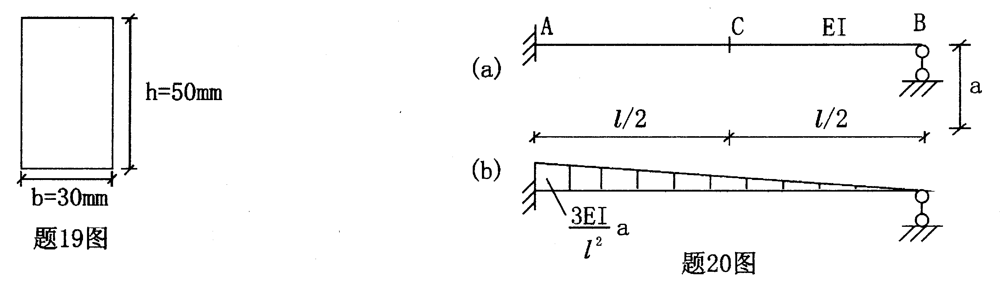 h=50mm
b=30mm
题19图
(a)
A
C
EI
B
a
l/2
l/2
(b)
3EI/l² a
题20图